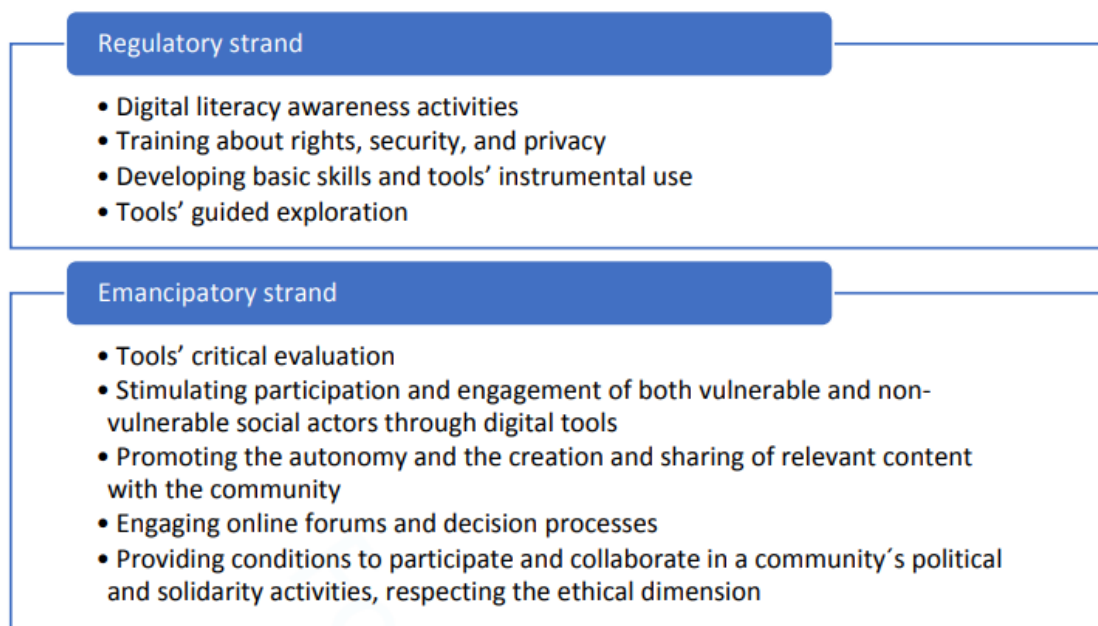 Regulatory strand
• Digital literacy awareness activities
• Training about rights, security, and privacy
• Developing basic skills and tools’ instrumental use
• Tools’ guided exploration
Emancipatory strand
• Tools’ critical evaluation
• Stimulating participation and engagement of both vulnerable and non-
vulnerable social actors through digital tools
• Promoting the autonomy and the creation and sharing of relevant content
with the community
• Engaging online forums and decision processes
• Providing conditions to participate and collaborate in a community´s political
and solidarity activities, respecting the ethical dimension